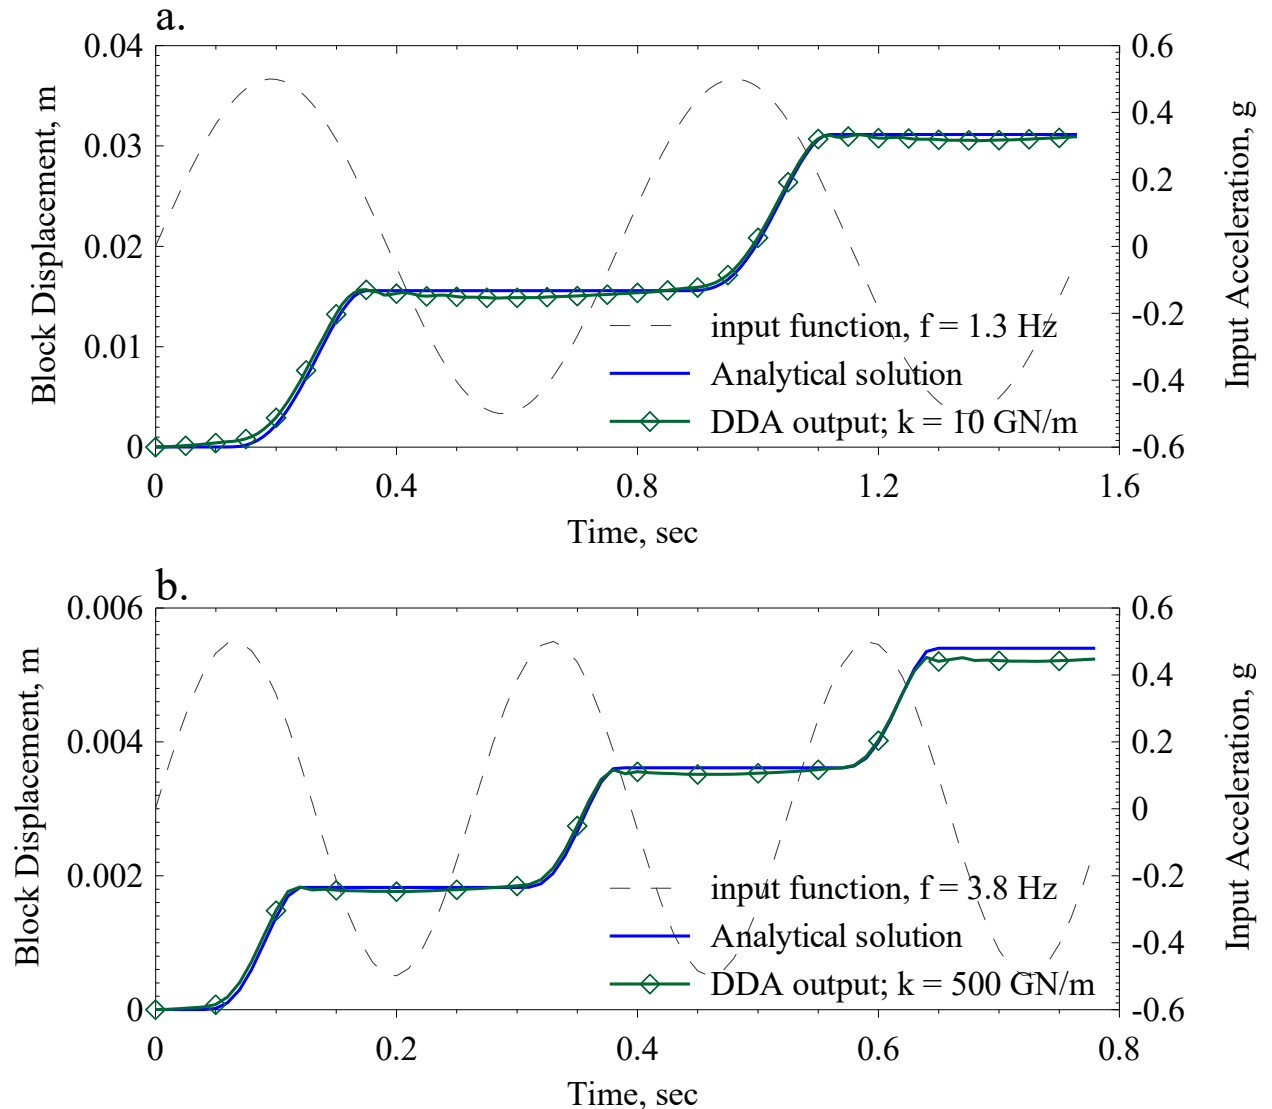 a.
0.04
0.03
0.02
0.01
0
Block Displacement, m
0.6
0.4
0.2
0
-0.2
-0.4
-0.6
Input Acceleration, g
input function, f = 1.3 Hz
Analytical solution
DDA output; k = 10 GN/m
0 0.4 0.8 1.2 1.6
Time, sec
b.
0.006
0.004
0.002
0
Block Displacement, m
0.6
0.4
0.2
0
-0.2
-0.4
-0.6
Input Acceleration, g
input function, f = 3.8 Hz
Analytical solution
DDA output; k = 500 GN/m
0 0.2 0.4 0.6 0.8
Time, sec